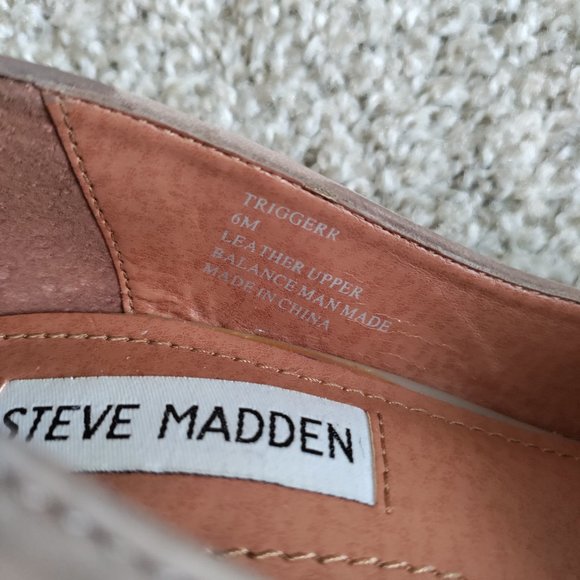 TRIGGERR
6M
LEATHER UPPER
BALANCE MAN MADE
MADE IN CHINA
STEVE MADDEN